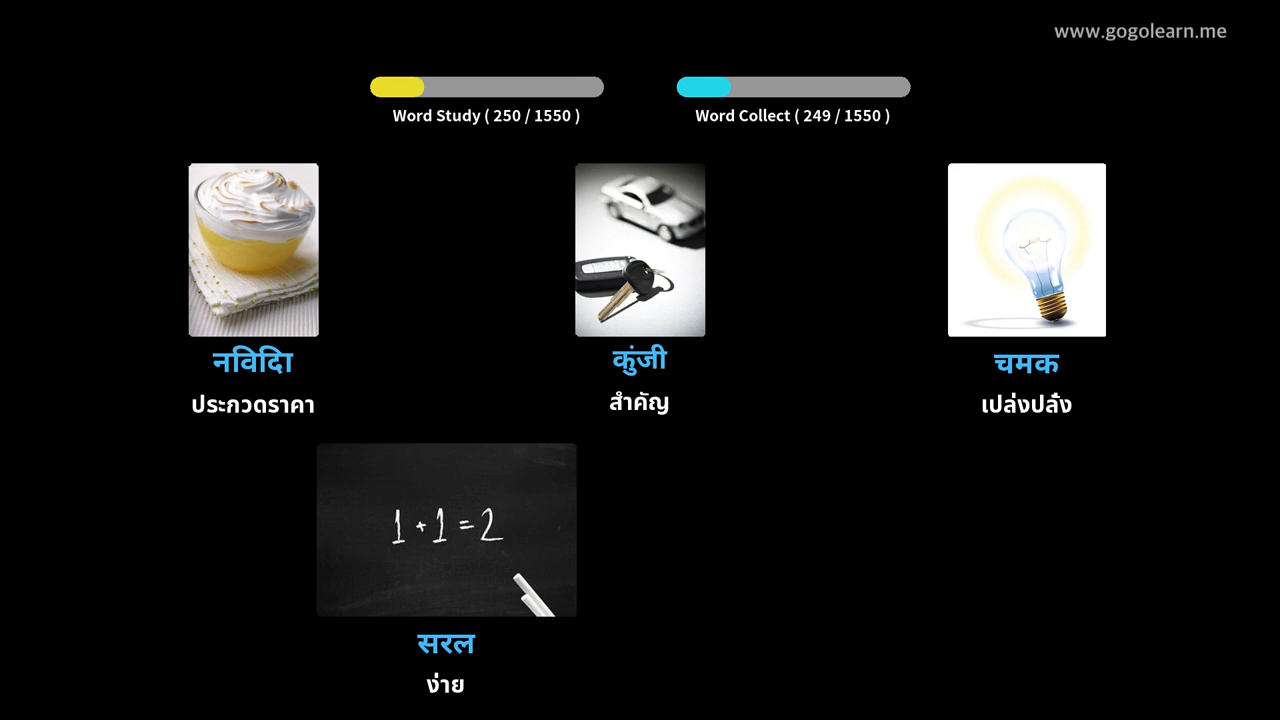 www.gogolearn.me
Word Study ( 250 / 1550 )
Word Collect ( 249 / 1550 )
नविदिा
कुंजी
चमक
ประกวดราคา
สำคัญ
เปล่งปลั่ง
1 + 1 = 2
सरल
ง่าย